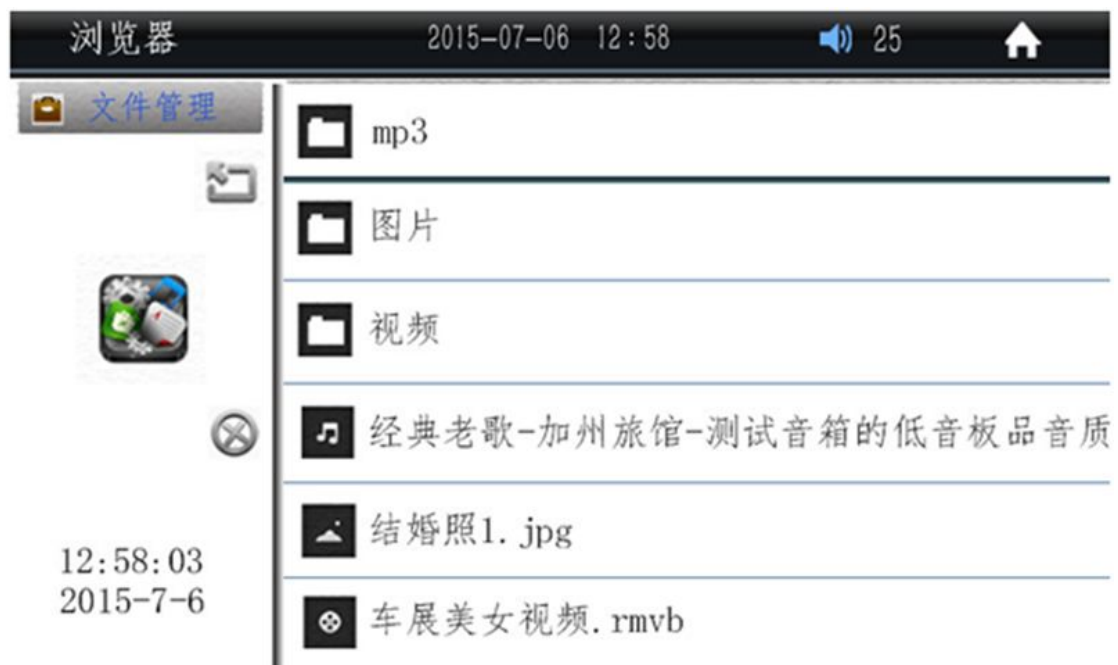 浏览器 2015-07-06 12:58 25
文件管理
mp3
图片
视频
经典老歌-加州旅馆-测试音箱的低音板品音质
结婚照1.jpg
车展美女视频.rmvb
12:58:03
2015-7-6